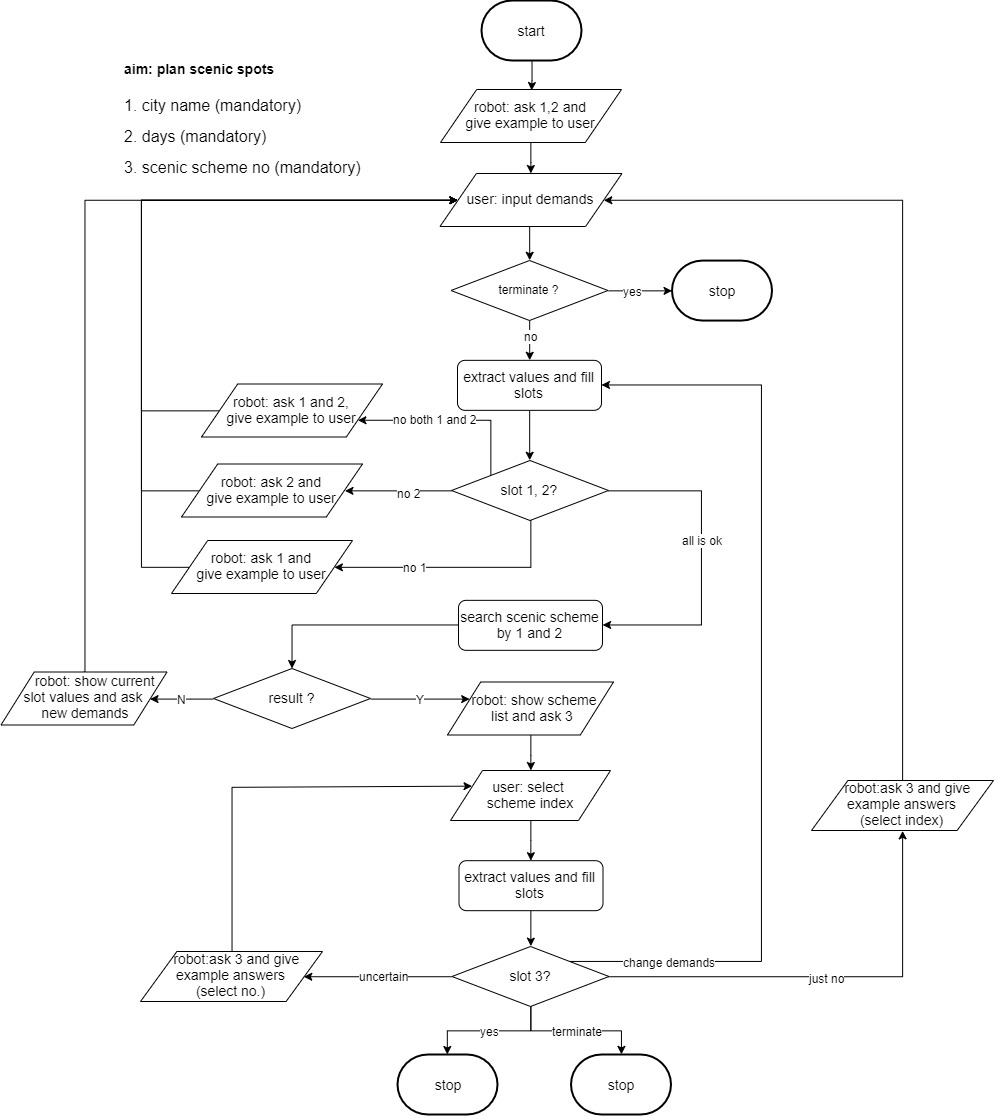 start
aim: plan scenic spots
1. city name (mandatory)
2. days (mandatory)
3. scenic scheme no (mandatory)
robot: ask 1,2 and
give example to user
user: input demands
terminate ?
yes
stop
no
extract values and fill
slots
robot: ask 1 and 2,
give example to user
no both 1 and 2
robot: ask 2 and
give example to user
no 2
slot 1, 2?
all is ok
robot: ask 1 and
give example to user
no 1
search scenic scheme
by 1 and 2
robot: show current
slot values and ask
new demands
N
result ?
Y
robot: show scheme
list and ask 3
user: select
scheme index
robot:ask 3 and give
example answers
(select index)
extract values and fill
slots
robot:ask 3 and give
example answers
(select no.)
uncertain
slot 3?
change demands
just no
yes
terminate
stop
stop